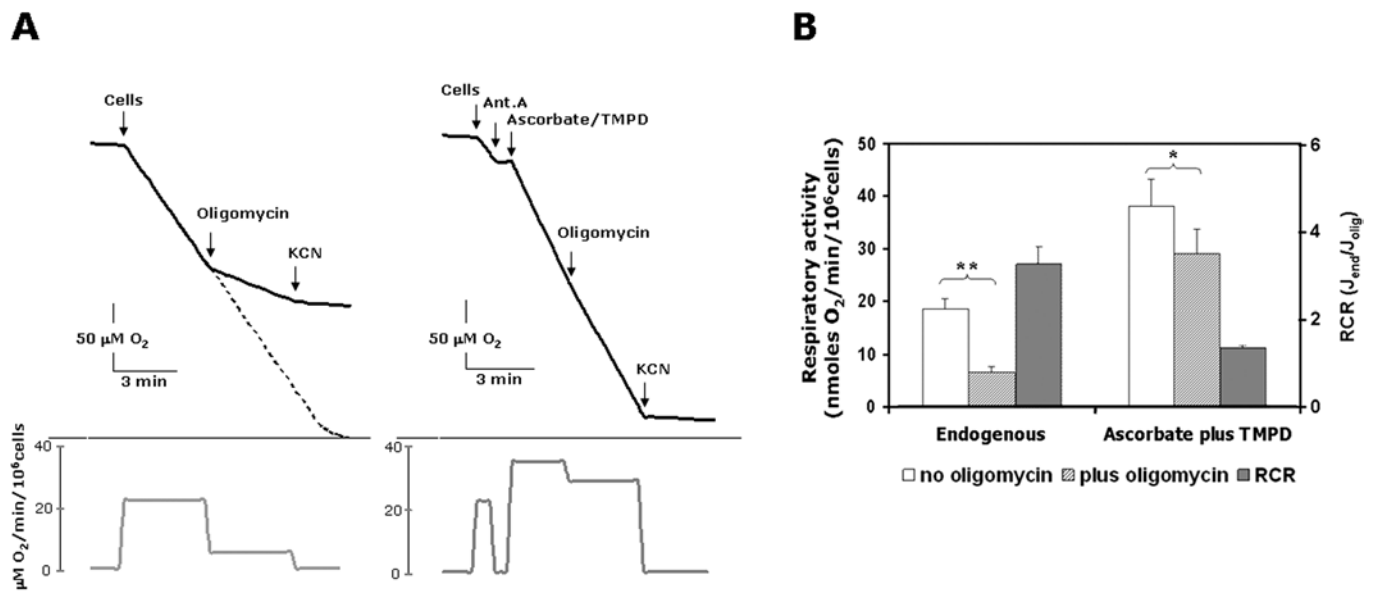 A
Cells
Oligomycin
KCN
50 µM O₂
3 min
Cells
Ant.A
Ascorbate/TMPD
Oligomycin
KCN
50 µM O₂
3 min
µM O₂/min/10⁶cells
40
20
0
40
20
0
B
Respiratory activity
(nmoles O₂/min/10⁶cells)
50
40
30
20
10
0
**
*
6
4
2
0
RCR (Jend/Jolig)
Endogenous
Ascorbate plus TMPD
no oligomycin plus oligomycin RCR